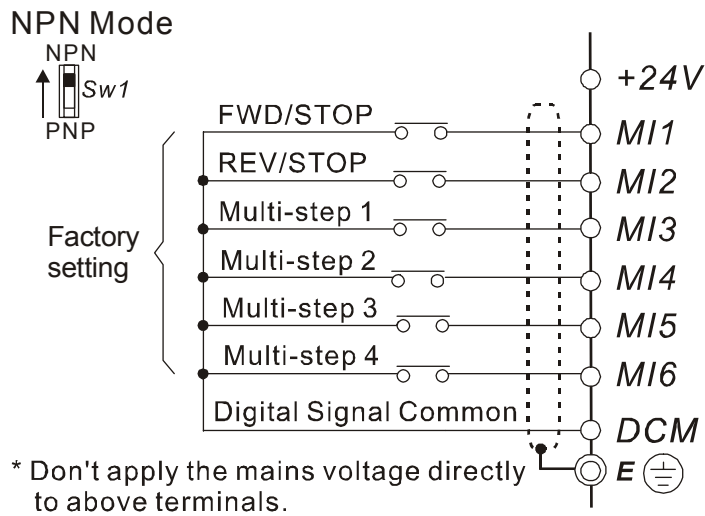 NPN Mode
NPN
Sw1
PNP
+24V
FWD/STOP
MI1
REV/STOP
MI2
Multi-step 1
MI3
Factory
setting
Multi-step 2
MI4
Multi-step 3
MI5
Multi-step 4
MI6
Digital Signal Common
DCM
E
* Don't apply the mains voltage directly
to above terminals.